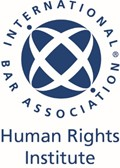 INTERNATIONAL
BAR ASSOCIATION
®
Human Rights
Institute